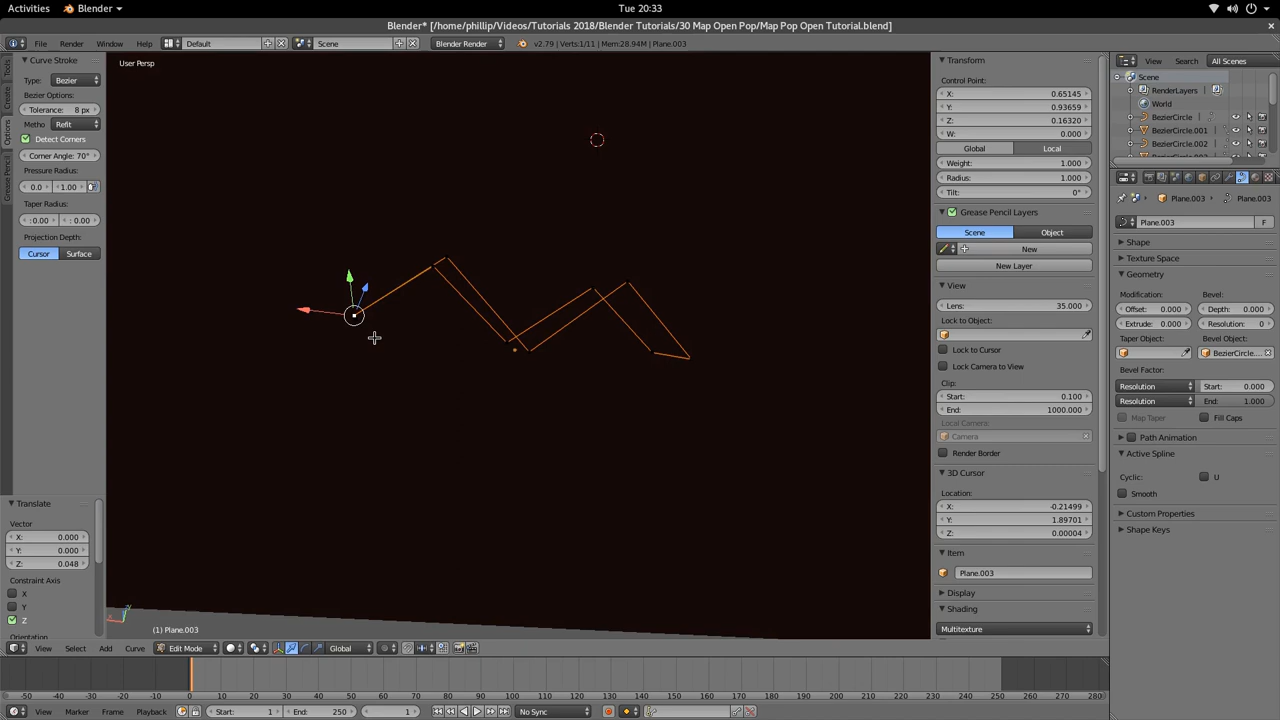 Activities Blender Tue 20:33
Blender* [/home/phillip/Videos/Tutorials 2018/Blender Tutorials/30 Map Open Pop/Map Pop Open Tutorial.blend]
File Render Window Help Default Scene Blender Render v2.79 | Verts:1/11 | Mem:28.94M | Plane.003
Tools
Create
Options
Grease Pencil
Curve Stroke
Type: Bezier
Bezier Options:
Tolerance: 8 px
Metho Refit
Detect Corners
Corner Angle: 70°
Pressure Radius:
0.0 1.00
Taper Radius:
: 0.00 : 0.00
Projection Depth:
Cursor Surface
Translate
Vector
X: 0.000
Y: 0.000
Z: 0.048
Constraint Axis
X
Y
Z
Orientation
User Persp
(1) Plane.003
Transform
Control Point:
X: 0.65145
Y: 0.93659
Z: 0.16320
W: 0.000
Global Local
Weight: 1.000
Radius: 1.000
Tilt: 0°
Grease Pencil Layers
Scene Object
New
New Layer
View
Lens: 35.000
Lock to Object:
Lock to Cursor
Lock Camera to View
Clip:
Start: 0.100
End: 1000.000
Local Camera:
Camera
Render Border
3D Cursor
Location:
X: -0.21499
Y: 1.89701
Z: 0.00004
Item
Plane.003
Display
Shading
Multitexture
View Search All Scenes
Scene
RenderLayers
World
BezierCircle
BezierCircle.001
BezierCircle.002
Plane.003 Plane.003
Plane.003 F
Shape
Texture Space
Geometry
Modification: Bevel:
Offset: 0.000 Depth: 0.000
Extrude: 0.000 Resolution: 0
Taper Object: Bevel Object:
BezierCircle....
Bevel Factor:
Resolution Start: 0.000
Resolution End: 1.000
Map Taper Fill Caps
Path Animation
Active Spline
Cyclic: U
Smooth
Custom Properties
Shape Keys
View Select Add Curve Edit Mode Global
-50 -40 -30 -20 -10 0 10 20 30 40 50 60 70 80 90 100 110 120 130 140 150 160 170 180 190 200 210 220 230 240 250 260 270 280
View Marker Frame Playback Start: 1 End: 250 1 No Sync